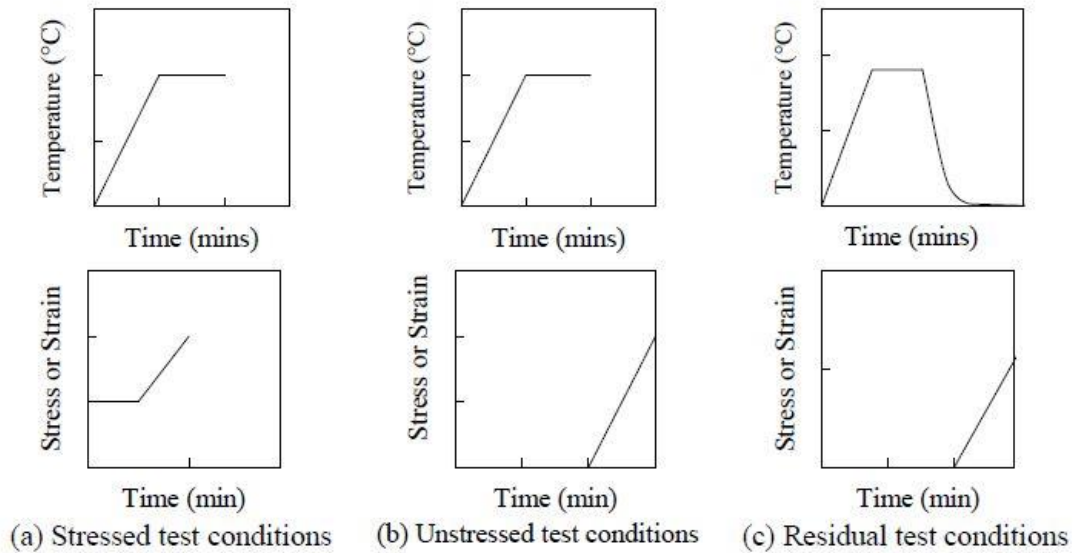 Temperature (°C)
Time (mins)
Temperature (°C)
Time (mins)
Temperature (°C)
Time (mins)
Stress or Strain
Time (min)
Stress or Strain
Time (min)
Stress or Strain
Time (min)
(a) Stressed test conditions
(b) Unstressed test conditions
(c) Residual test conditions